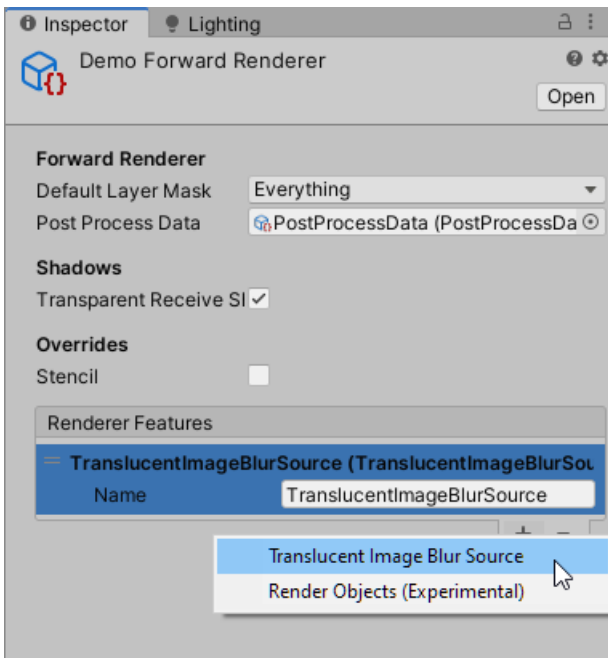 Inspector
Lighting
Demo Forward Renderer
Open
Forward Renderer
Default Layer Mask Everything
Post Process Data PostProcessData (PostProcessDa
Shadows
Transparent Receive Sl
Overrides
Stencil
Renderer Features
TranslucentImageBlurSource (TranslucentImageBlurSou
Name TranslucentImageBlurSource
Translucent Image Blur Source
Render Objects (Experimental)